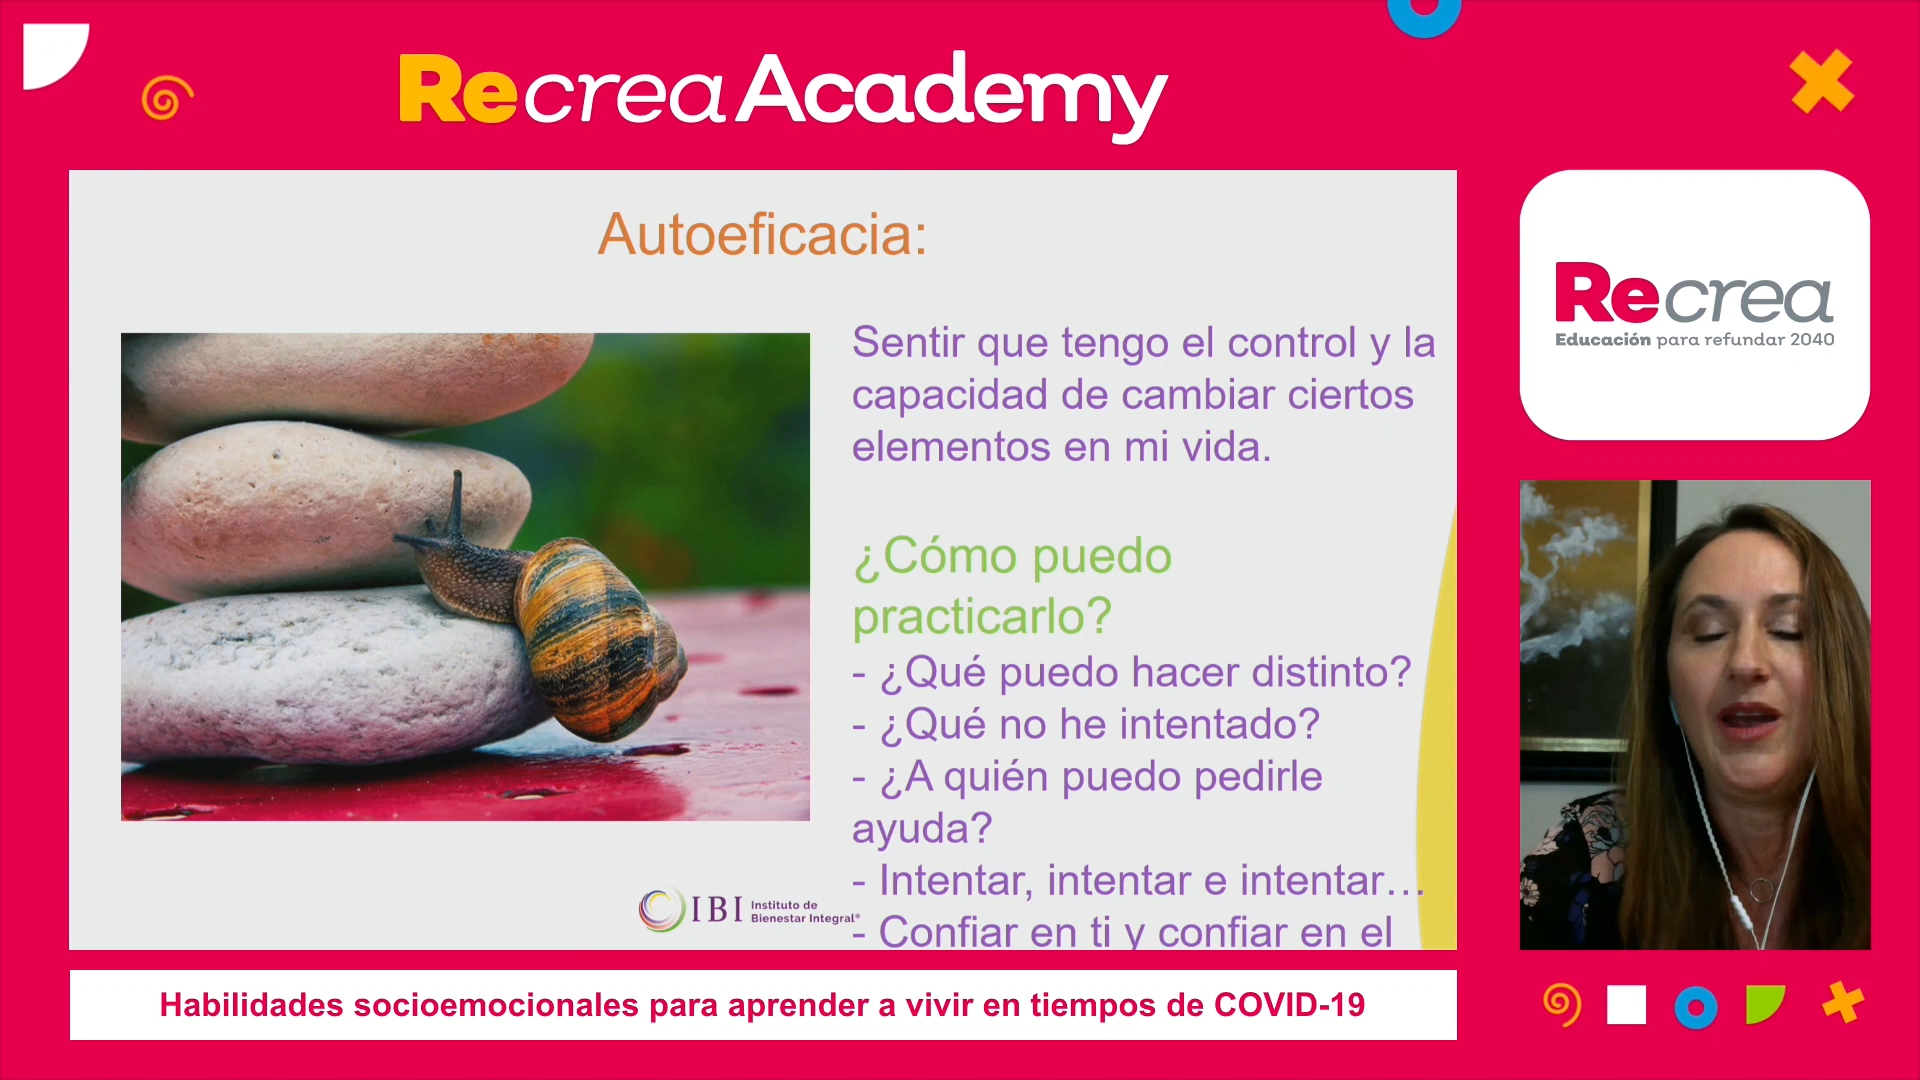 Recrea Academy
Autoeficacia:
Sentir que tengo el control y la
capacidad de cambiar ciertos
elementos en mi vida.
¿Cómo puedo
practicarlo?
- ¿Qué puedo hacer distinto?
- ¿Qué no he intentado?
- ¿A quién puedo pedirle
ayuda?
- Intentar, intentar e intentar…
- Confiar en ti y confiar en el
IBI Instituto de
Bienestar Integral®
Recrea
Educación para refundar 2040
Habilidades socioemocionales para aprender a vivir en tiempos de COVID-19